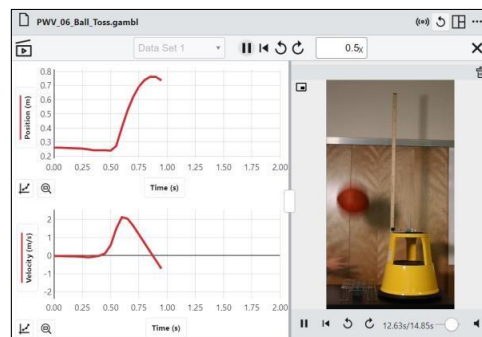 PWV_06_Ball_Toss.gambl
Data Set 1
0.5x
Position (m)
0.8
0.7
0.6
0.5
0.4
0.3
0.2
0.00 0.25 0.50 0.75 1.00 1.25 1.50 1.75 2.00
Time (s)
Velocity (m/s)
2
1
0
-1
-2
0.00 0.25 0.50 0.75 1.00 1.25 1.50 1.75 2.00
Time (s)
12.63s/14.85s